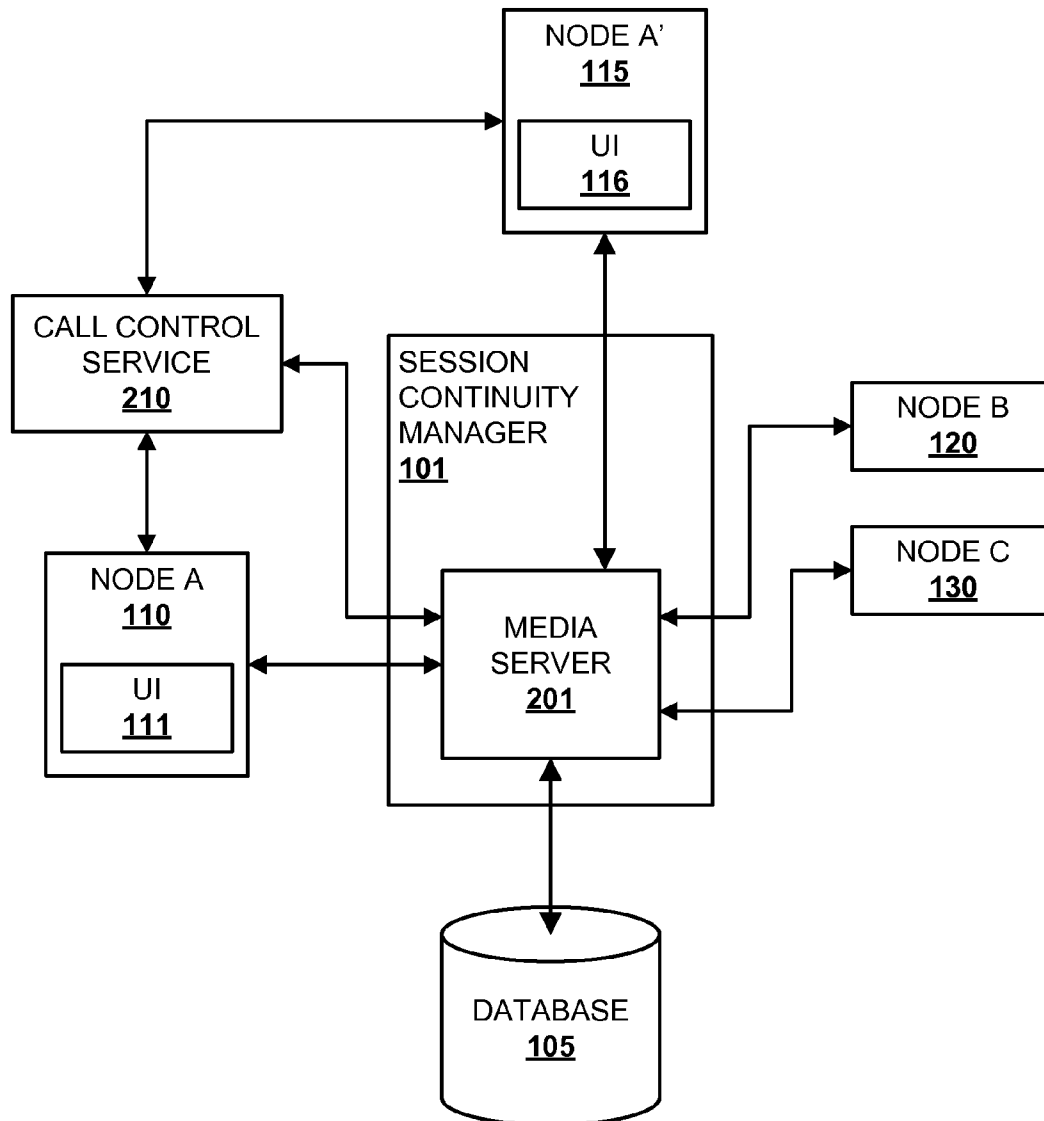 NODE A’
115
UI
116
CALL CONTROL
SERVICE
210
SESSION
CONTINUITY
MANAGER
101
NODE B
120
NODE C
130
NODE A
110
UI
111
MEDIA
SERVER
201
DATABASE
105